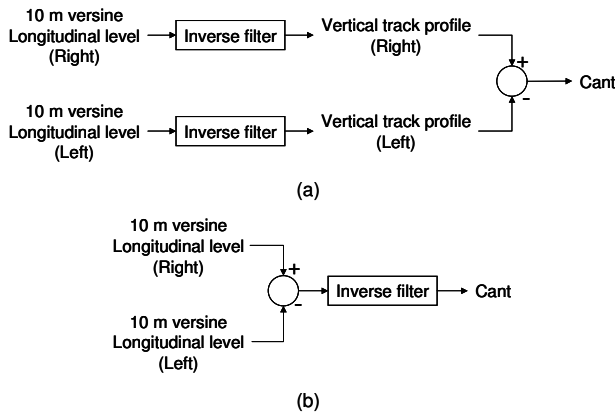 10 m versine
Longitudinal level
(Right)
Inverse filter
Vertical track profile
(Right)
+
-
Cant
10 m versine
Longitudinal level
(Left)
Inverse filter
Vertical track profile
(Left)
(a)
10 m versine
Longitudinal level
(Right)
+
-
Inverse filter
Cant
10 m versine
Longitudinal level
(Left)
(b)